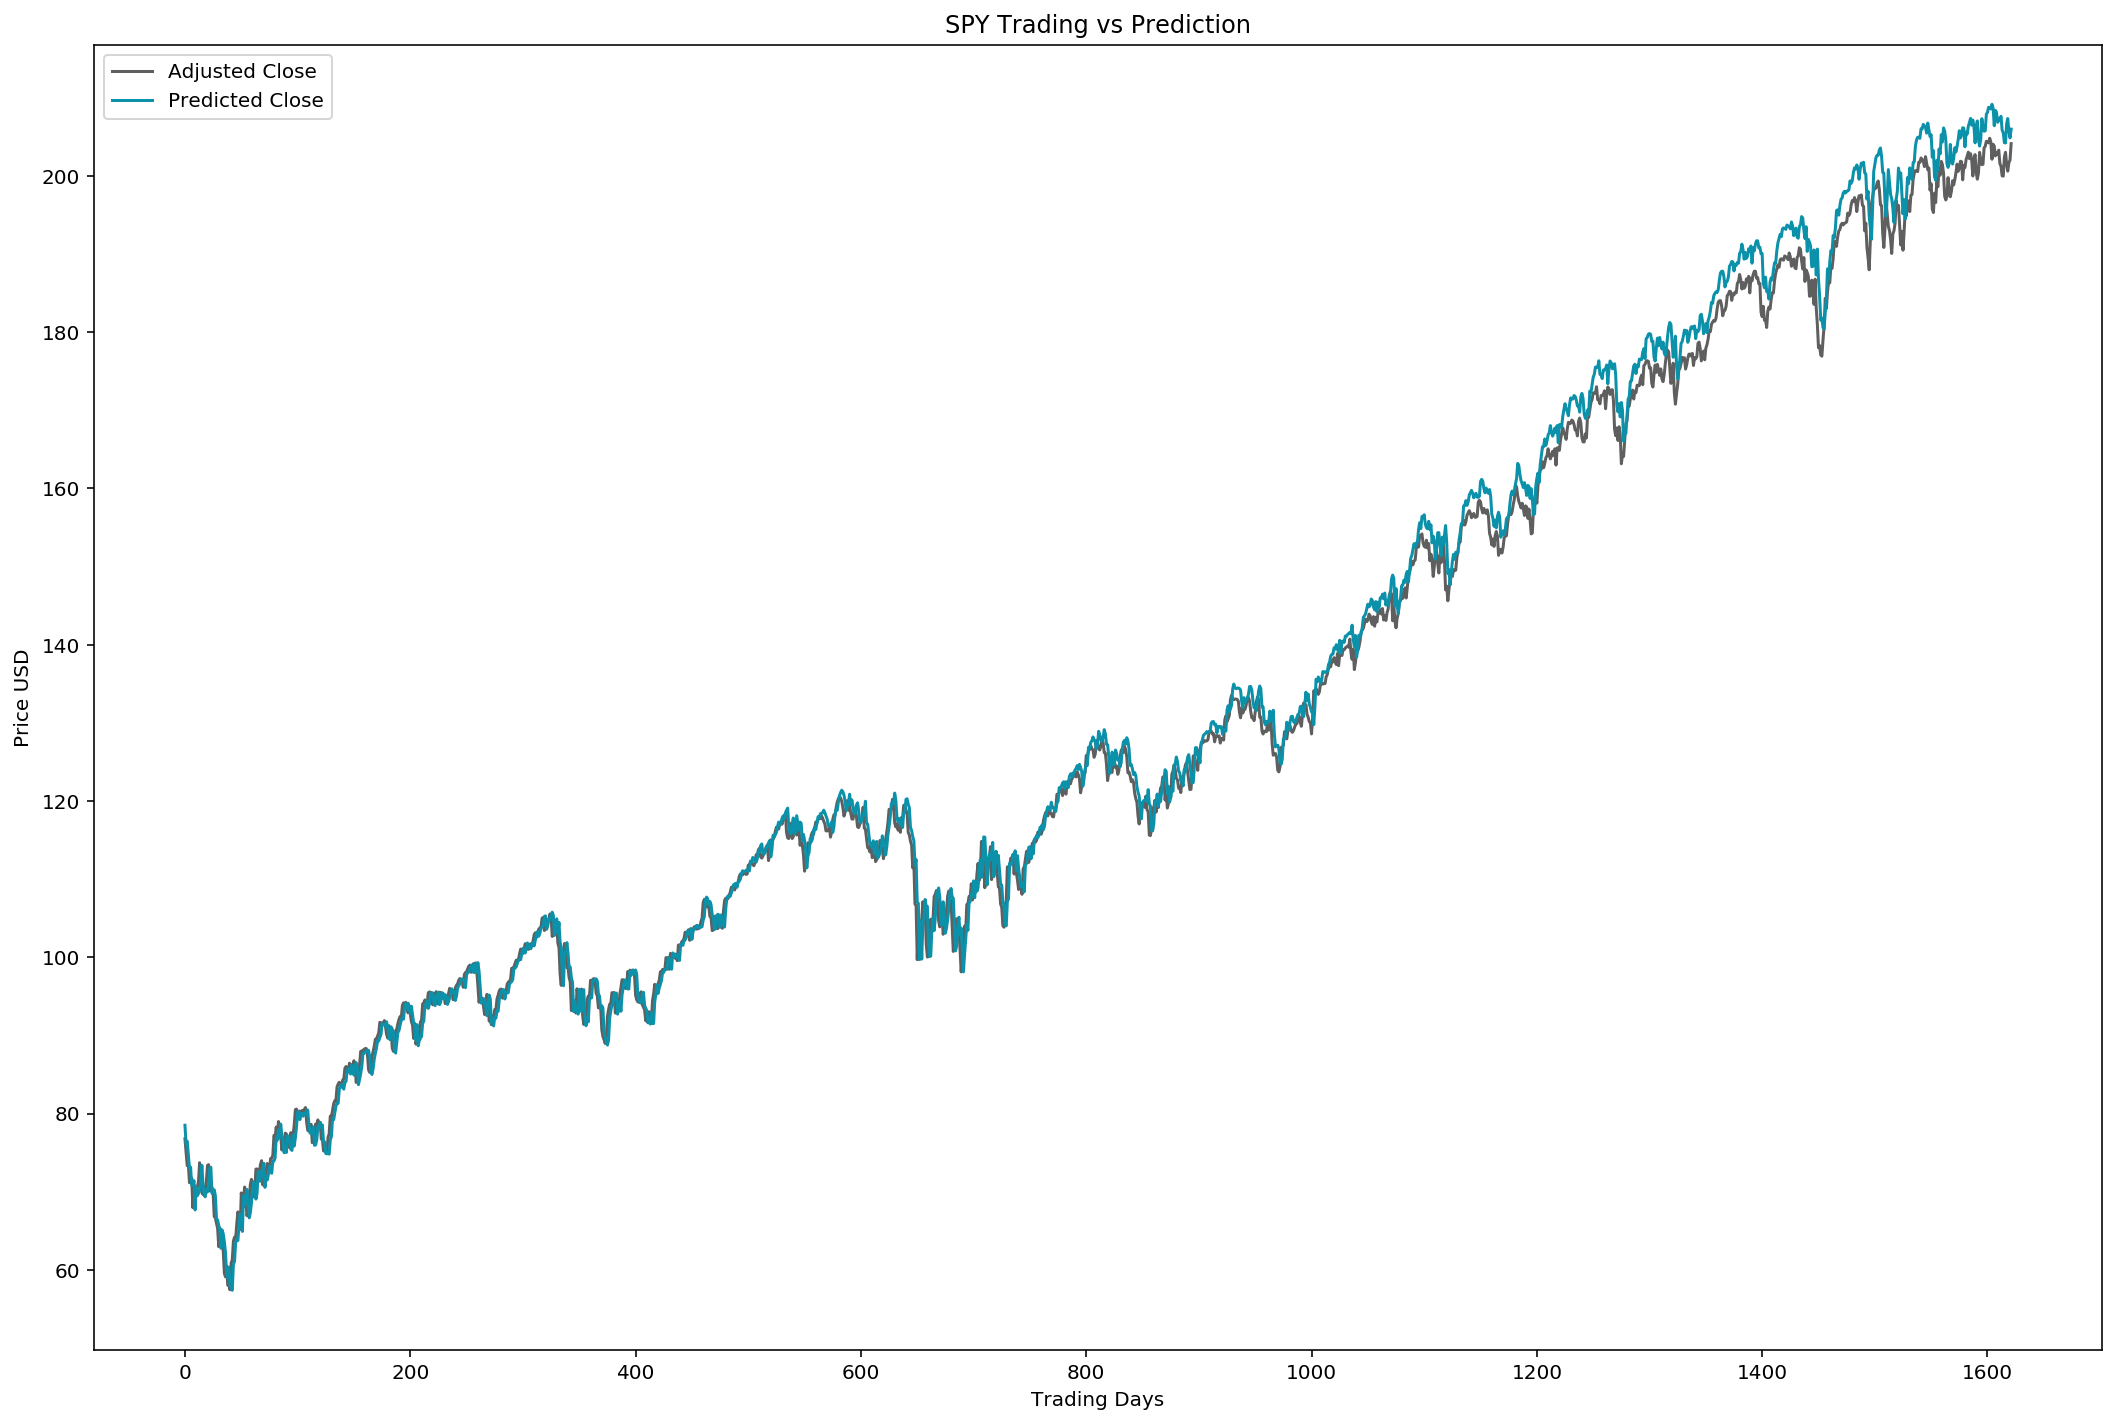 SPY Trading vs Prediction
Adjusted Close
Predicted Close
Price USD
200
180
160
140
120
100
80
60
0 200 400 600 800 1000 1200 1400 1600
Trading Days